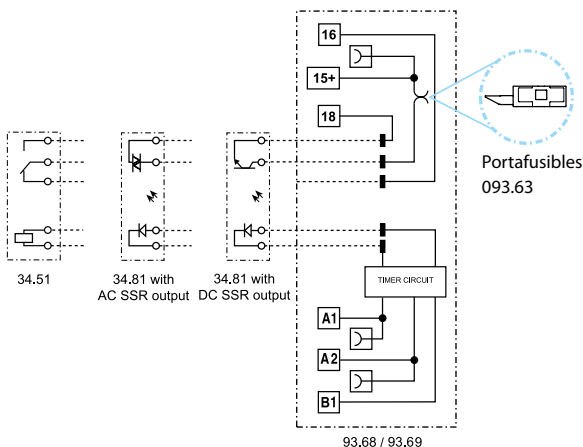 16
15+
18
Portafusibles
093.63
34.51
34.81 with
AC SSR output
34.81 with
DC SSR output
TIMER CIRCUIT
A1
A2
B1
93.68 / 93.69